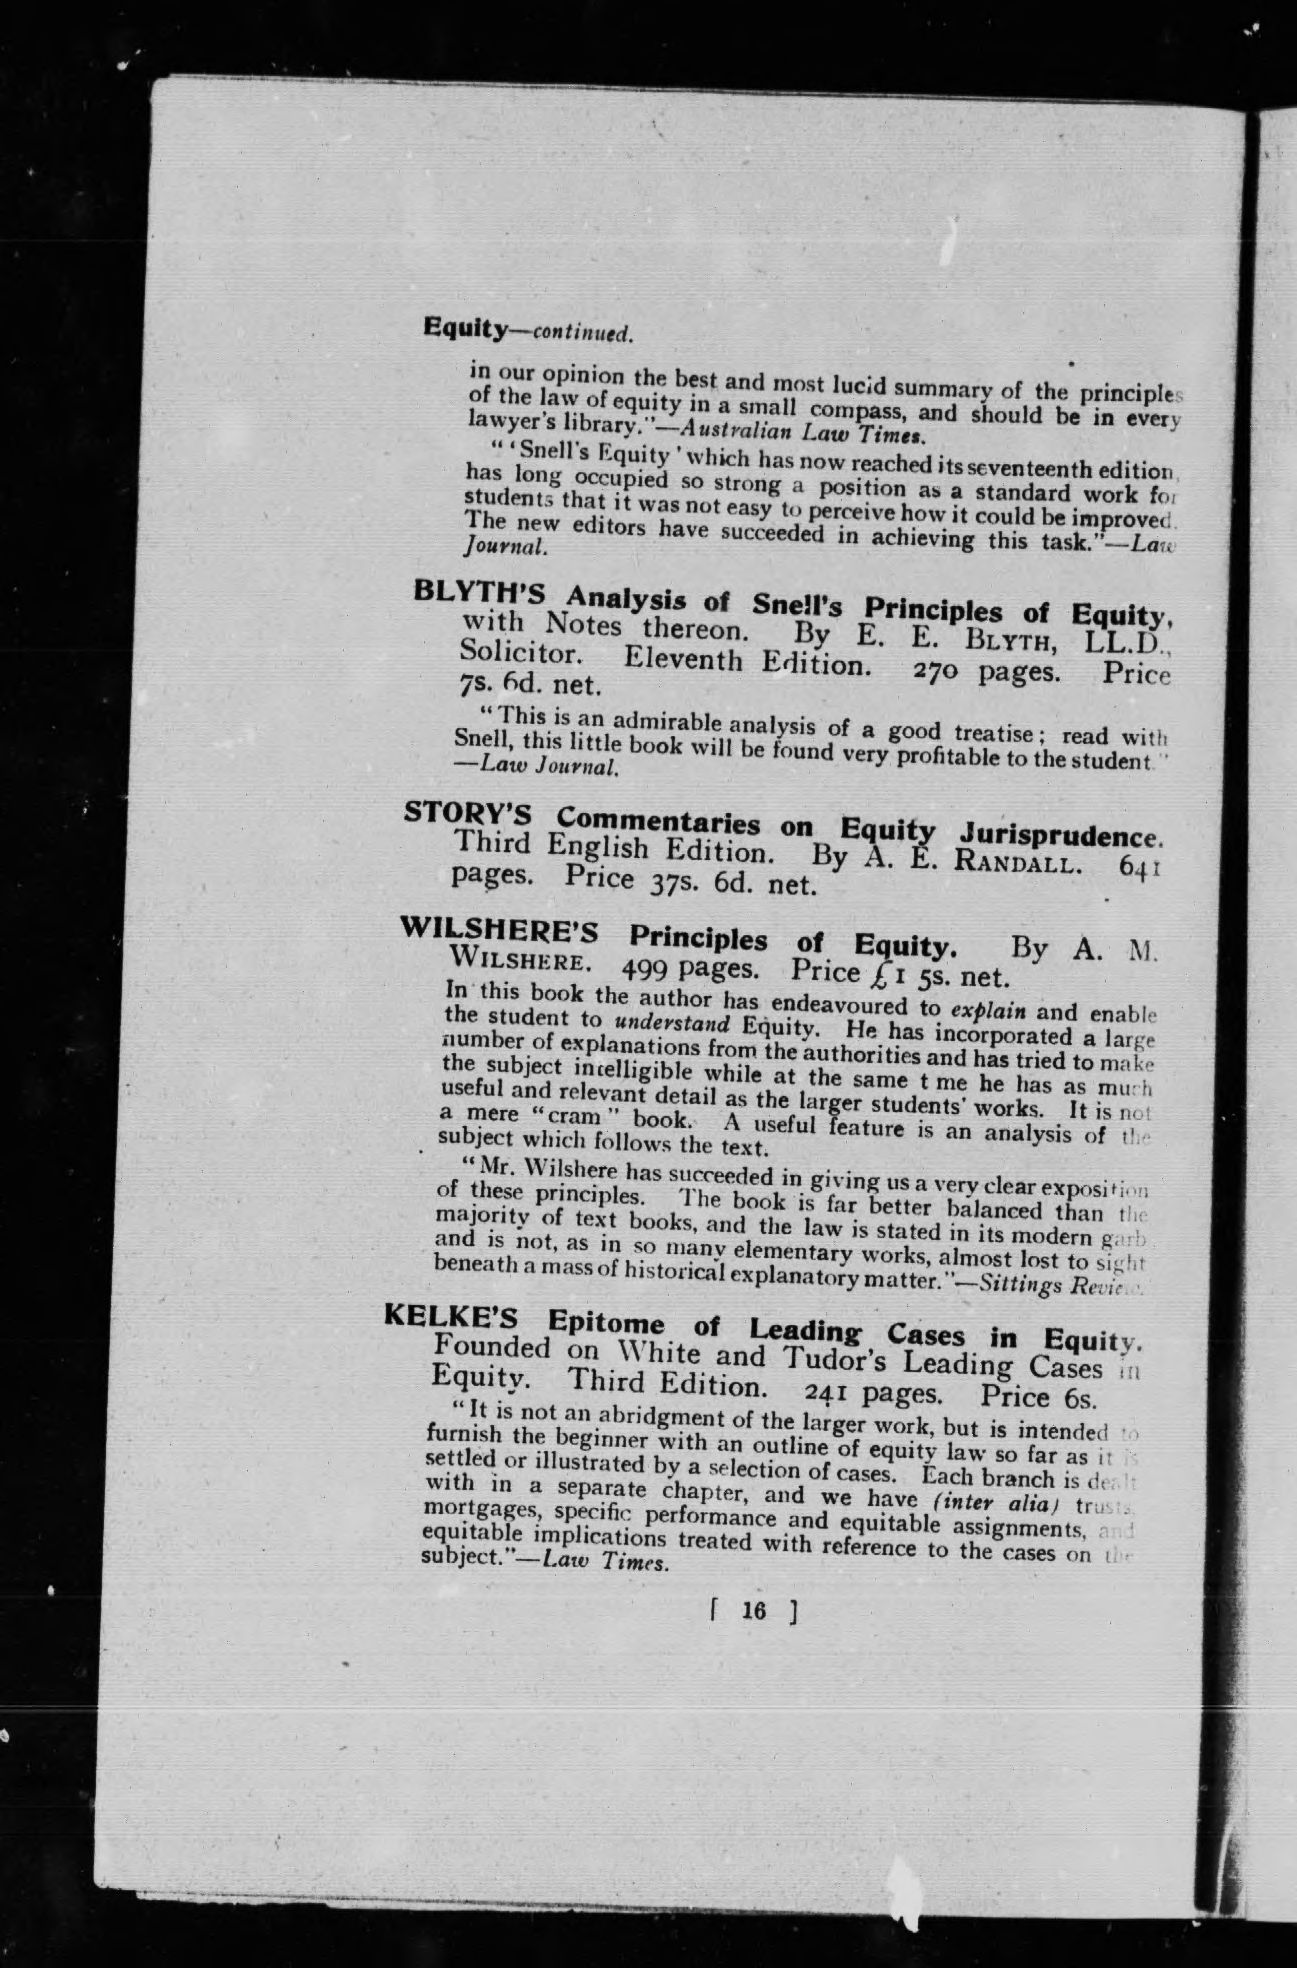 Equity—continued.
in our opinion the best and most lucid summary of the principles
of the law of equity in a small compass, and should be in every
lawyer's library."—Australian Law Times.
"'Snell's Equity' which has now reached its seventeenth edition,
has long occupied so strong a position as a standard work for
students that it was not easy to perceive how it could be improved.
The new editors have succeeded in achieving this task."—Law
Journal.
BLYTH'S Analysis of Snell's Principles of Equity,
with Notes thereon. By E. E. BLYTH, LL.D.,
Solicitor. Eleventh Edition. 270 pages. Price
7s. 6d. net.
"This is an admirable analysis of a good treatise; read with
Snell, this little book will be found very profitable to the student."
—Law Journal.
STORY'S Commentaries on Equity Jurisprudence.
Third English Edition. By A. E. RANDALL. 641
pages. Price 37s. 6d. net.
WILSHERE'S Principles of Equity. By A. M.
WILSHERE. 499 pages. Price £1 5s. net.
In this book the author has endeavoured to explain and enable
the student to understand Equity. He has incorporated a large
number of explanations from the authorities and has tried to make
the subject intelligible while at the same t me he has as much
useful and relevant detail as the larger students' works. It is not
a mere "cram" book. A useful feature is an analysis of the
subject which follows the text.
"Mr. Wilshere has succeeded in giving us a very clear exposition
of these principles. The book is far better balanced than the
majority of text books, and the law is stated in its modern garb
and is not, as in so many elementary works, almost lost to sight
beneath a mass of historical explanatory matter."—Sittings Review.
KELKE'S Epitome of Leading Cases in Equity.
Founded on White and Tudor's Leading Cases in
Equity. Third Edition. 241 pages. Price 6s.
"It is not an abridgment of the larger work, but is intended to
furnish the beginner with an outline of equity law so far as it is
settled or illustrated by a selection of cases. Each branch is dealt
with in a separate chapter, and we have (inter alia) trusts,
mortgages, specific performance and equitable assignments, and
equitable implications treated with reference to the cases on the
subject."—Law Times.
[ 16 ]